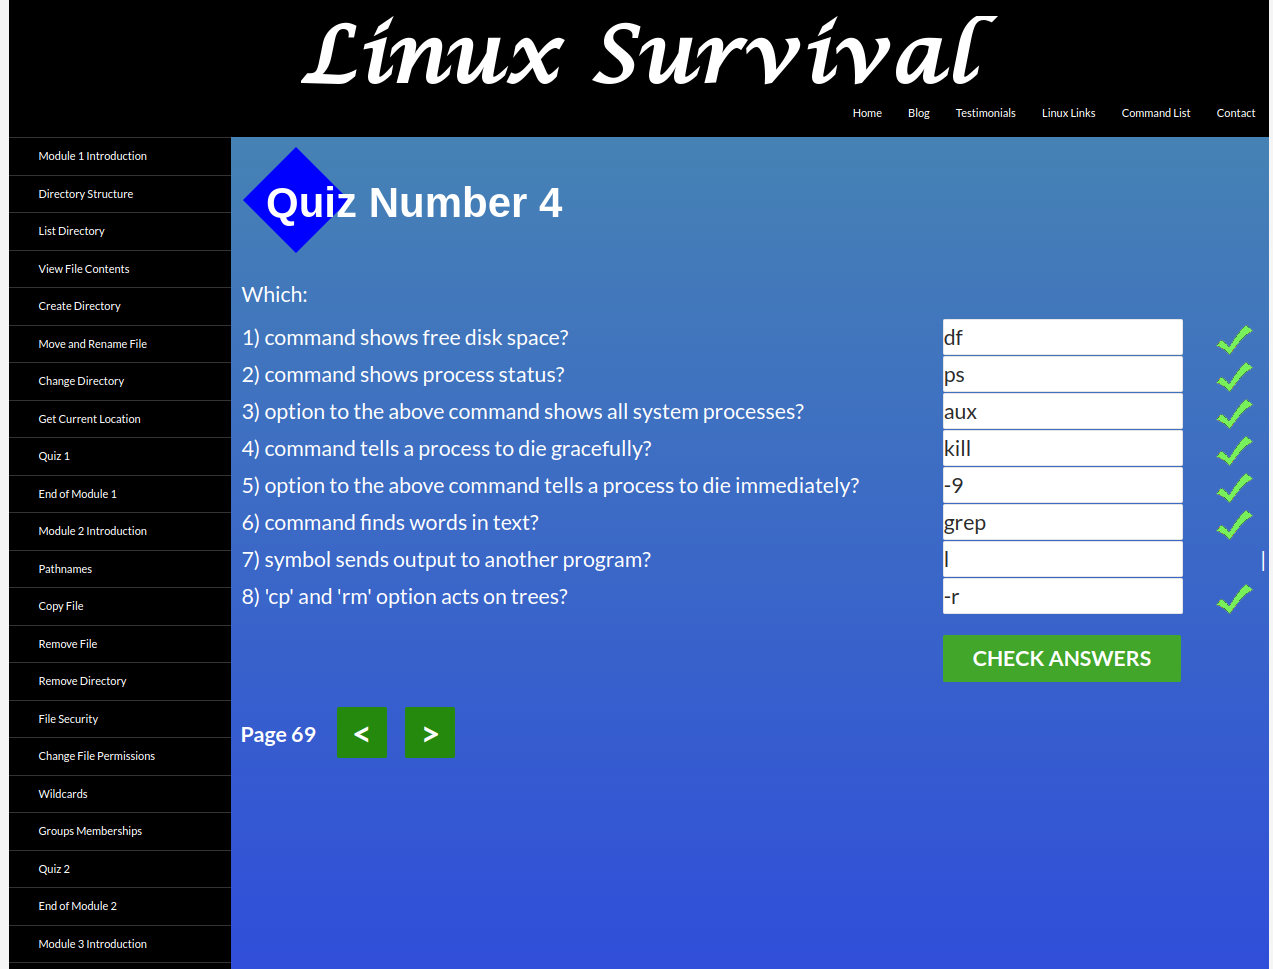 Linux Survival
Home Blog Testimonials Linux Links Command List Contact
Module 1 Introduction
Directory Structure
List Directory
View File Contents
Create Directory
Move and Rename File
Change Directory
Get Current Location
Quiz 1
End of Module 1
Module 2 Introduction
Pathnames
Copy File
Remove File
Remove Directory
File Security
Change File Permissions
Wildcards
Groups Memberships
Quiz 2
End of Module 2
Module 3 Introduction
Quiz Number 4
Which:
1) command shows free disk space? df
2) command shows process status? ps
3) option to the above command shows all system processes? aux
4) command tells a process to die gracefully? kill
5) option to the above command tells a process to die immediately? -9
6) command finds words in text? grep
7) symbol sends output to another program? l |
8) 'cp' and 'rm' option acts on trees? -r
CHECK ANSWERS
Page 69 < >